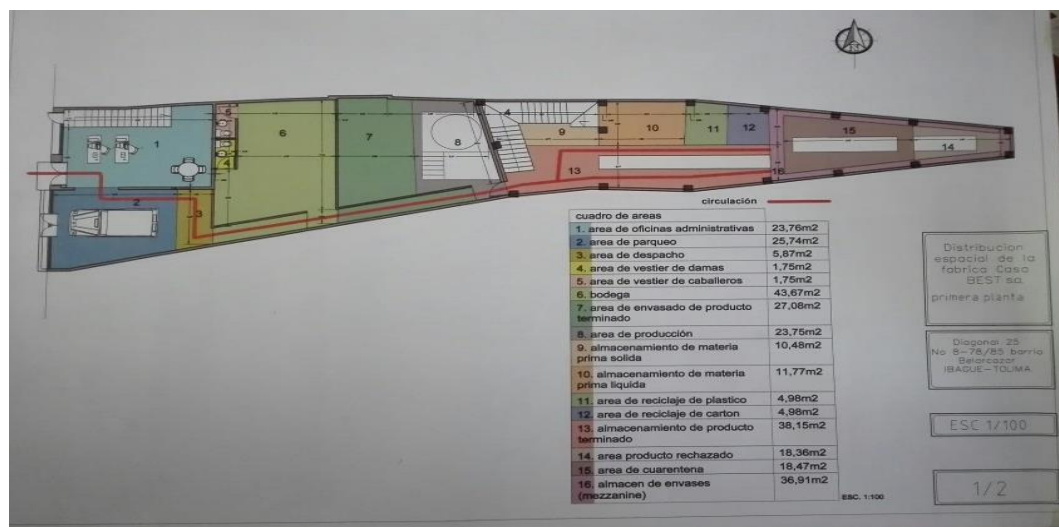 1
2
3
4
5
6
7
8
4
9
10
11
12
13
16
15
14
circulación
cuadro de areas
1. area de oficinas administrativas 23,76m2
2. area de parqueo 25,74m2
3. area de despacho 5,87m2
4. area de vestier de damas 1,75m2
5. area de vestier de caballeros 1,75m2
6. bodega 43,67m2
7. area de envasado de producto 27,08m2
terminado
8. area de producción 23,75m2
9. almacenamiento de materia 10,48m2
prima solida
10. almacenamiento de materia 11,77m2
prima liquida
11. area de reciclaje de plastico 4,98m2
12. area de reciclaje de carton 4,98m2
13. almacenamiento de producto 38,15m2
terminado
14. area producto rechazado 18,36m2
15. area de cuarentena 18,47m2
16. almacen de envases 36,91m2
(mezzanine)
ESC. 1:100
Distribucion
espacial de la
fabrica Casa
BEST sa
primera planta
Diagonal 25
No 8-78/85 barrio
Belarcazar
IBAGUE-TOLIMA
ESC 1/100
1/2